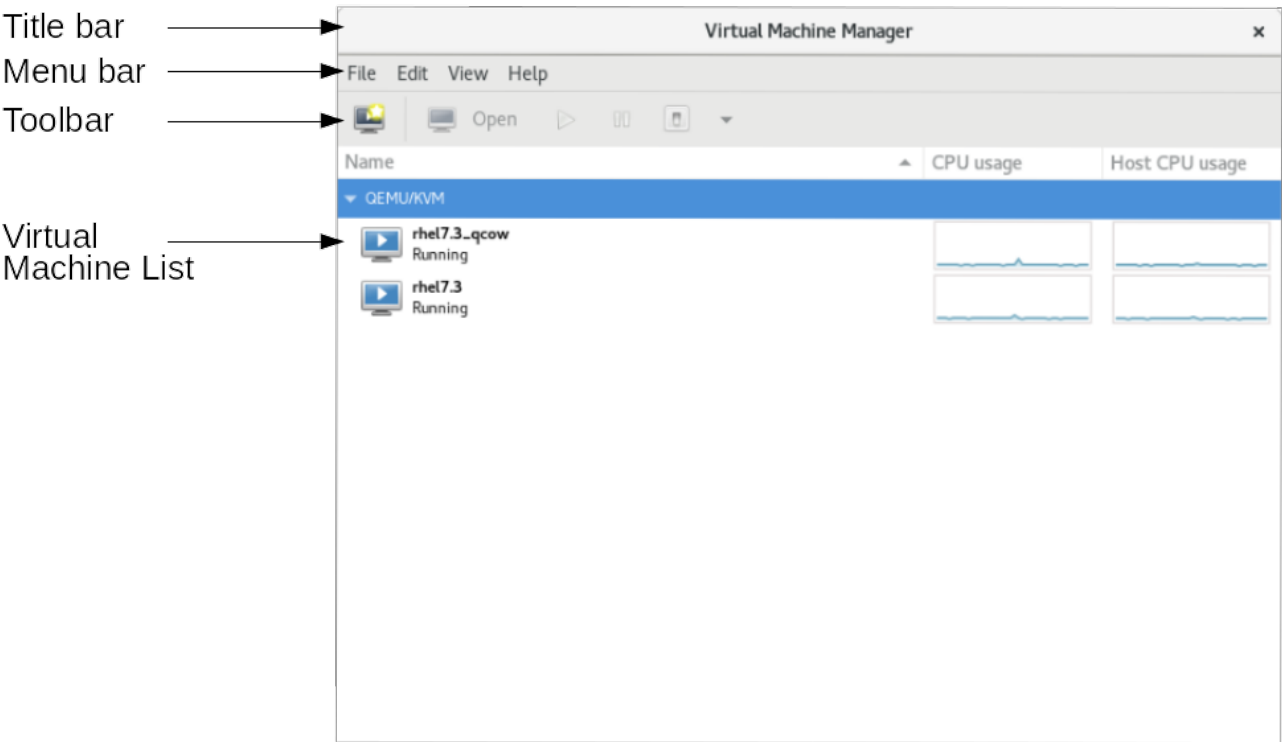 Title bar
Virtual Machine Manager
Menu bar
File Edit View Help
Toolbar
Open
Name CPU usage Host CPU usage
QEMU/KVM
Virtual
Machine List
rhel7.3_qcow
Running
rhel7.3
Running